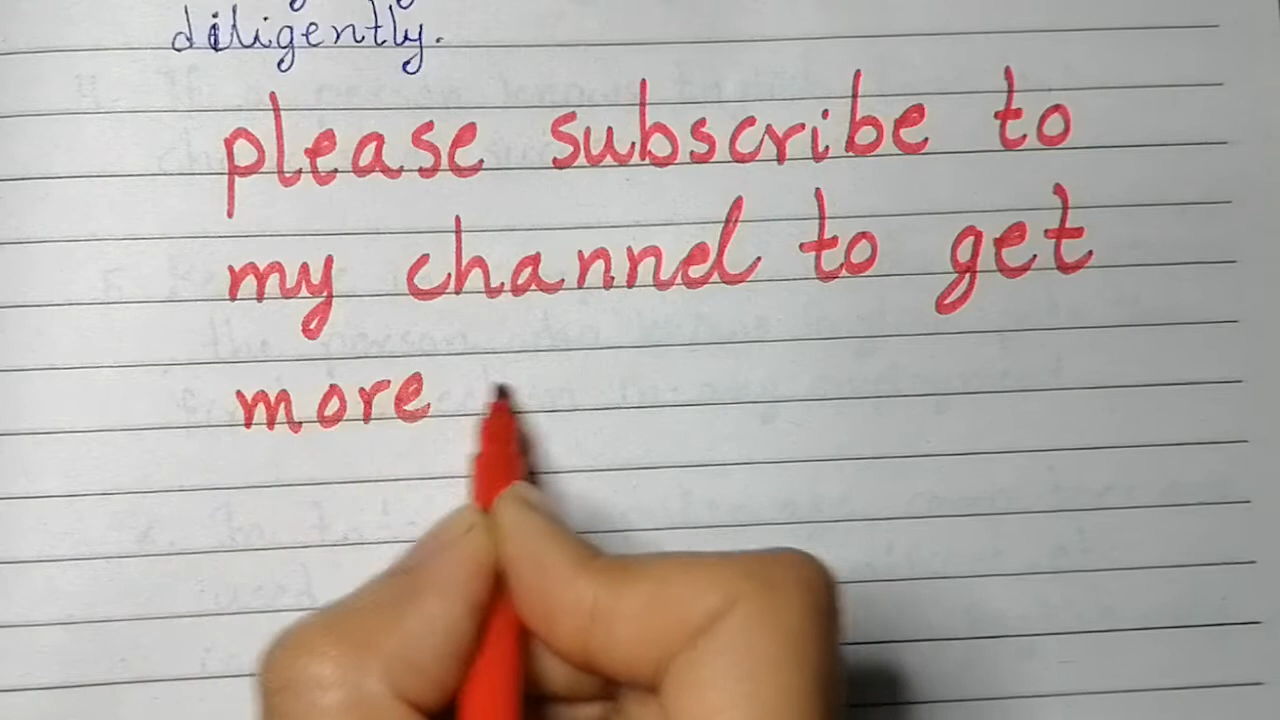 diligently.
please subscribe to
my channel to get
more